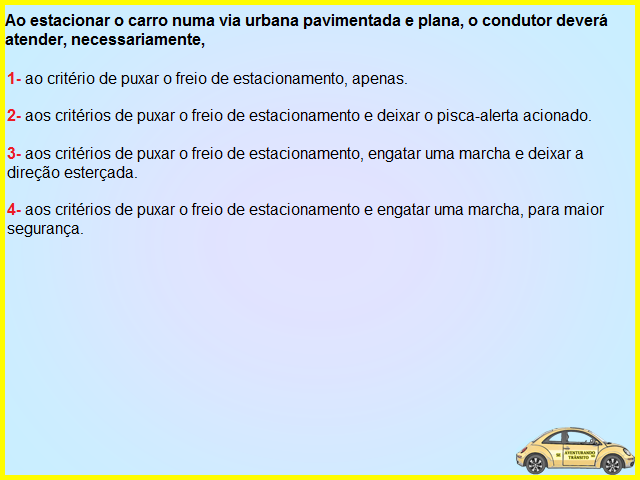 Ao estacionar o carro numa via urbana pavimentada e plana, o condutor deverá
atender, necessariamente,
1- ao critério de puxar o freio de estacionamento, apenas.
2- aos critérios de puxar o freio de estacionamento e deixar o pisca-alerta acionado.
3- aos critérios de puxar o freio de estacionamento, engatar uma marcha e deixar a
direção esterçada.
4- aos critérios de puxar o freio de estacionamento e engatar uma marcha, para maior
segurança.
AVENTURANDO
TRÂNSITO